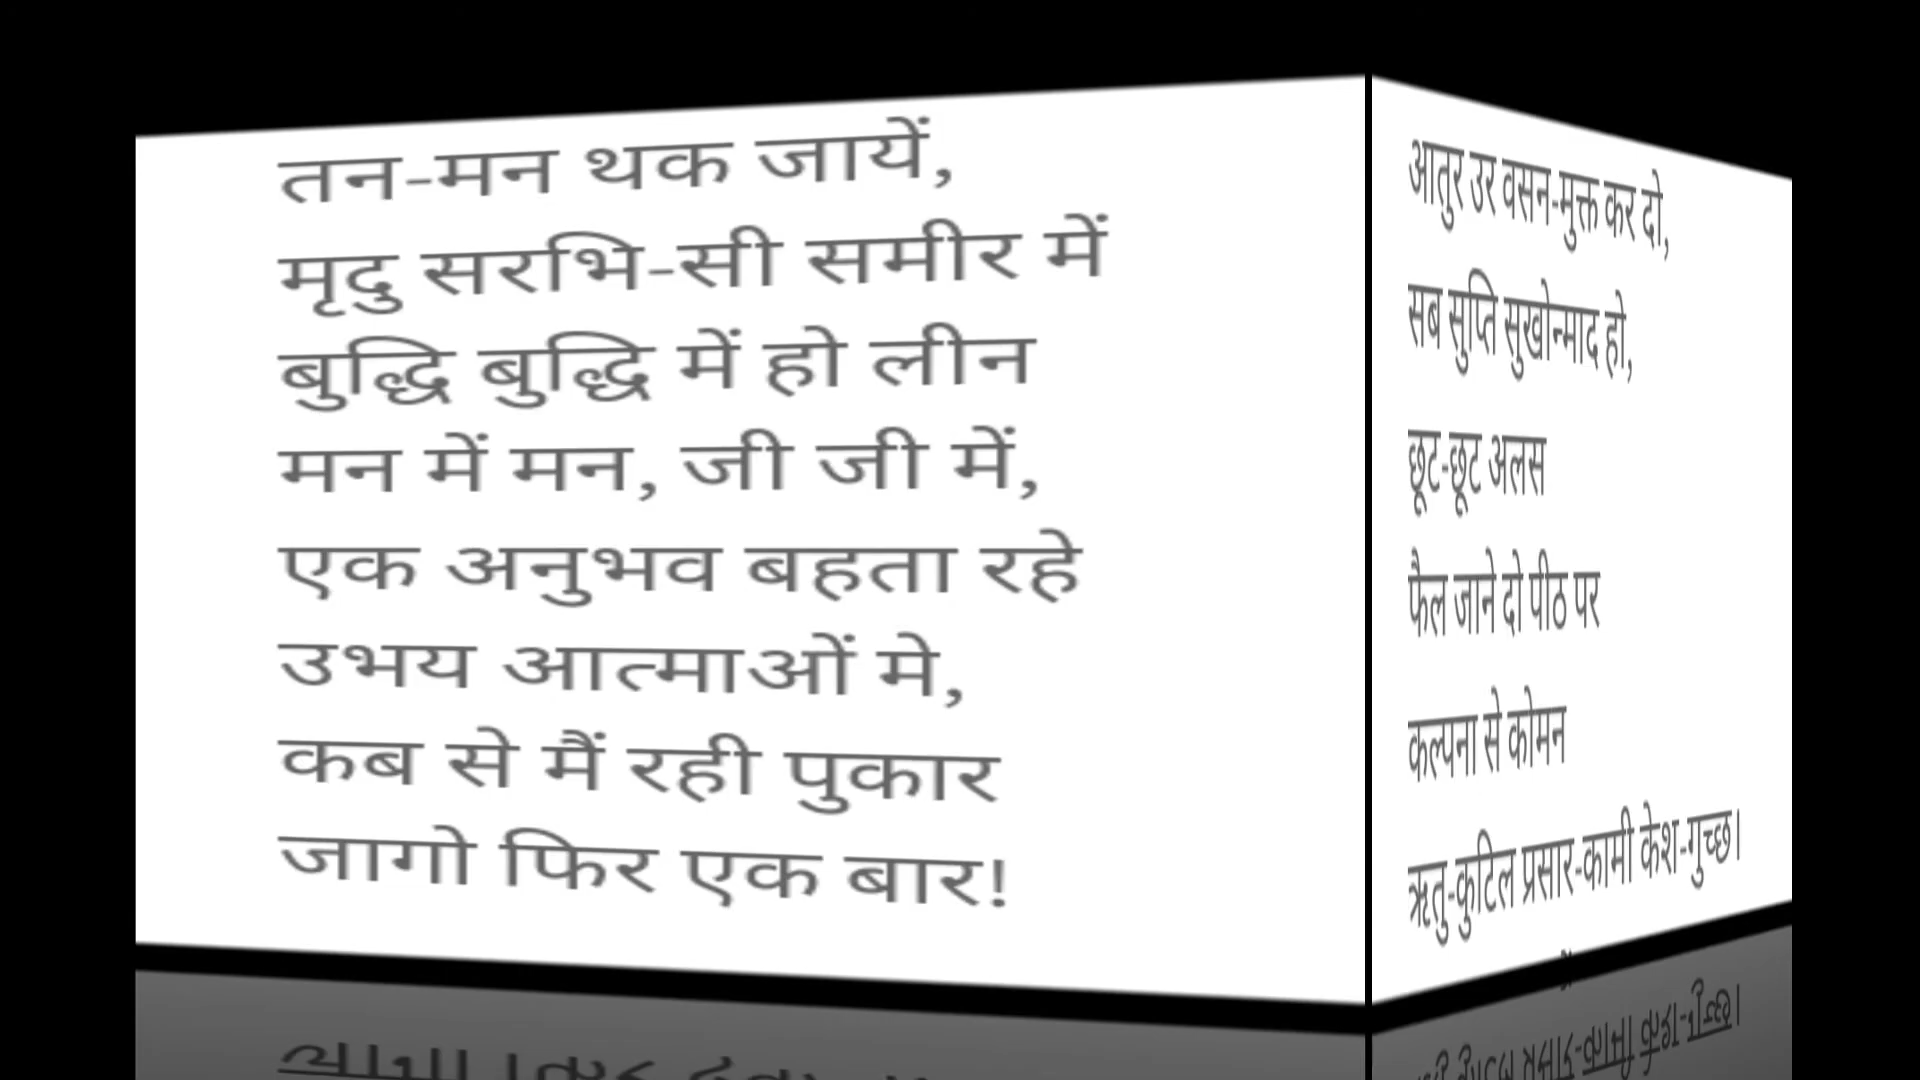 तन-मन थक जायें,
मृदु सरभि-सी समीर में
बुद्धि बुद्धि में हो लीन
मन में मन, जी जी में,
एक अनुभव बहता रहे
उभय आत्माओं मे,
कब से मैं रही पुकार
जागो फिर एक बार!
आतुर उर वसन-मुक्त कर दो,
सब सुप्ति सुखोन्माद हो,
छूट-छूट अलस
फैल जाने दो पीठ पर
कल्पना से कोमन
ऋतु-कुटिल प्रसार-कामी केश-गुच्छ।